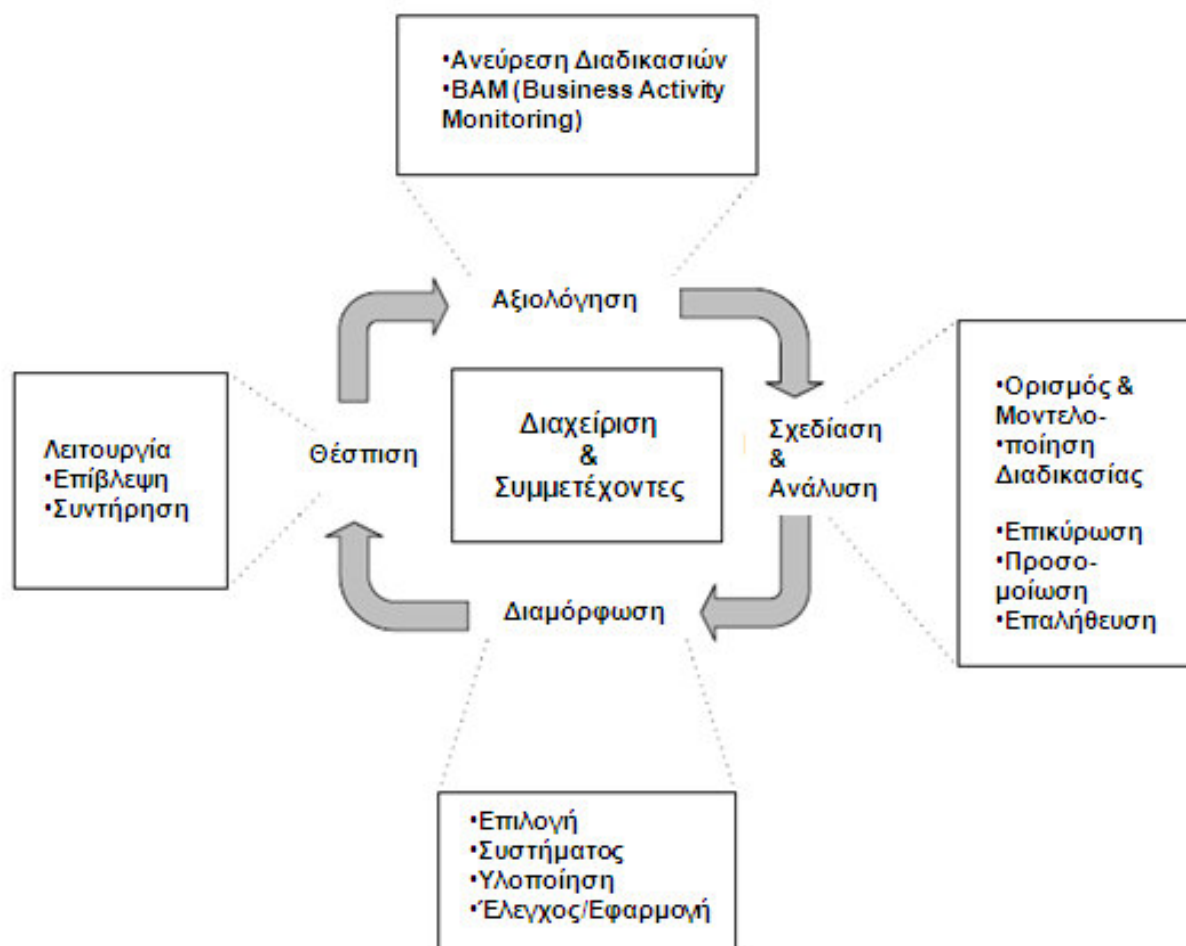 •Ανεύρεση Διαδικασιών
•BAM (Business Activity
Monitoring)
Αξιολόγηση
Διαχείριση
&
Συμμετέχοντες
Σχεδίαση
&
Ανάλυση
•Ορισμός &
Μοντελο-
•ποίηση
Διαδικασίας
•Επικύρωση
•Προσο-
μοίωση
•Επαλήθευση
Διαμόρφωση
•Επιλογή
•Συστήματος
•Υλοποίηση
•Έλεγχος/Εφαρμογή
Θέσπιση
Λειτουργία
•Επίβλεψη
•Συντήρηση